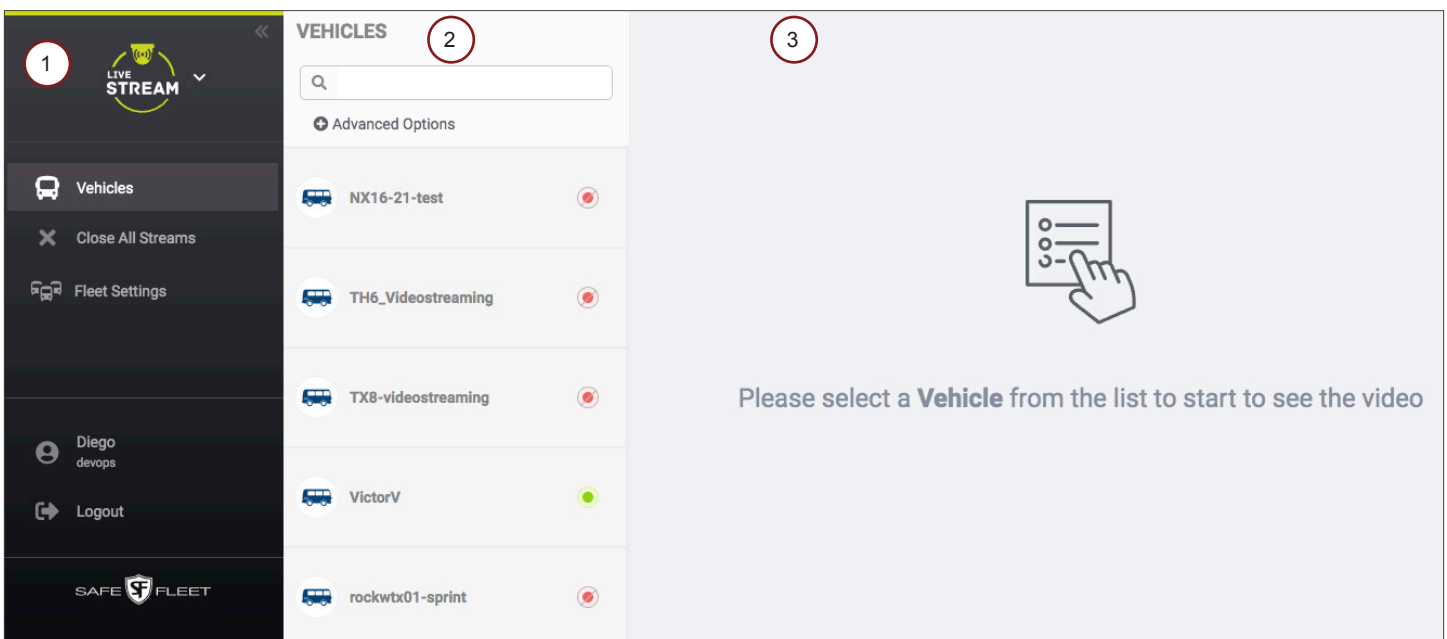 1
LIVE
STREAM
Vehicles
Close All Streams
Fleet Settings
Diego
devops
Logout
SAFE SF FLEET
VEHICLES
2
Advanced Options
NX16-21-test
TH6_Videostreaming
TX8-videostreaming
VictorV
rockwtx01-sprint
3
Please select a Vehicle from the list to start to see the video